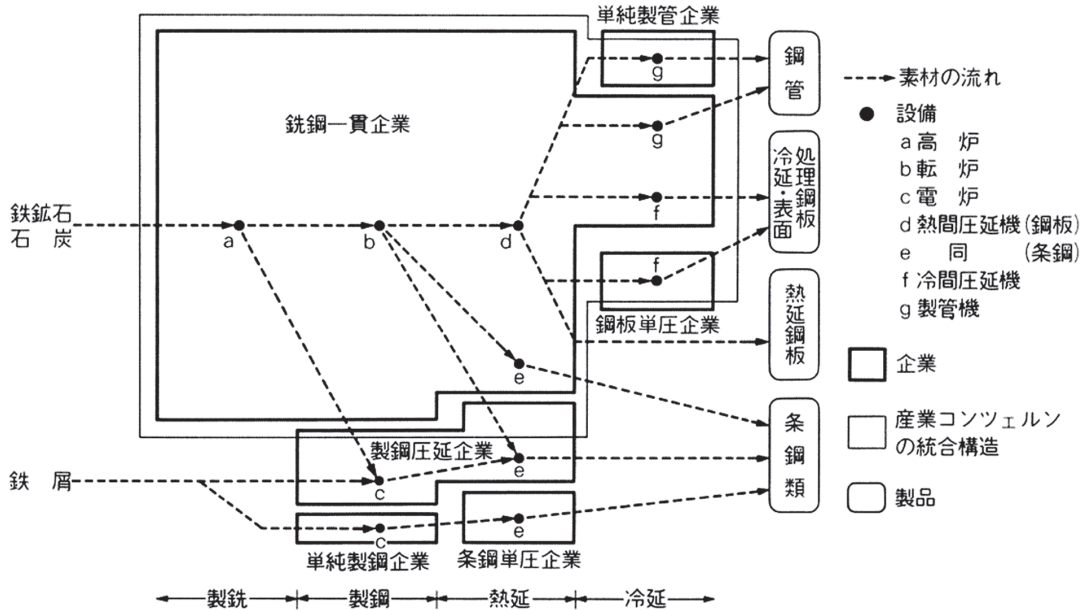 単純製管企業
g
鋼管
素材の流れ
設備
銑鋼一貫企業
g
a 高 炉
b 転 炉
c 電 炉
d 熱間圧延機(鋼板)
e 同 (条鋼)
f 冷間圧延機
g 製管機
f
冷延・表面
処理鋼板
鉄鉱石
石 炭
a
b
d
f
鋼板単圧企業
熱延鋼板
企業
e
産業コンツェルン
の統合構造
条鋼類
製鋼圧延企業
鉄 屑
c
e
製品
c
e
単純製鋼企業
条鋼単圧企業
製銑
製鋼
熱延
冷延